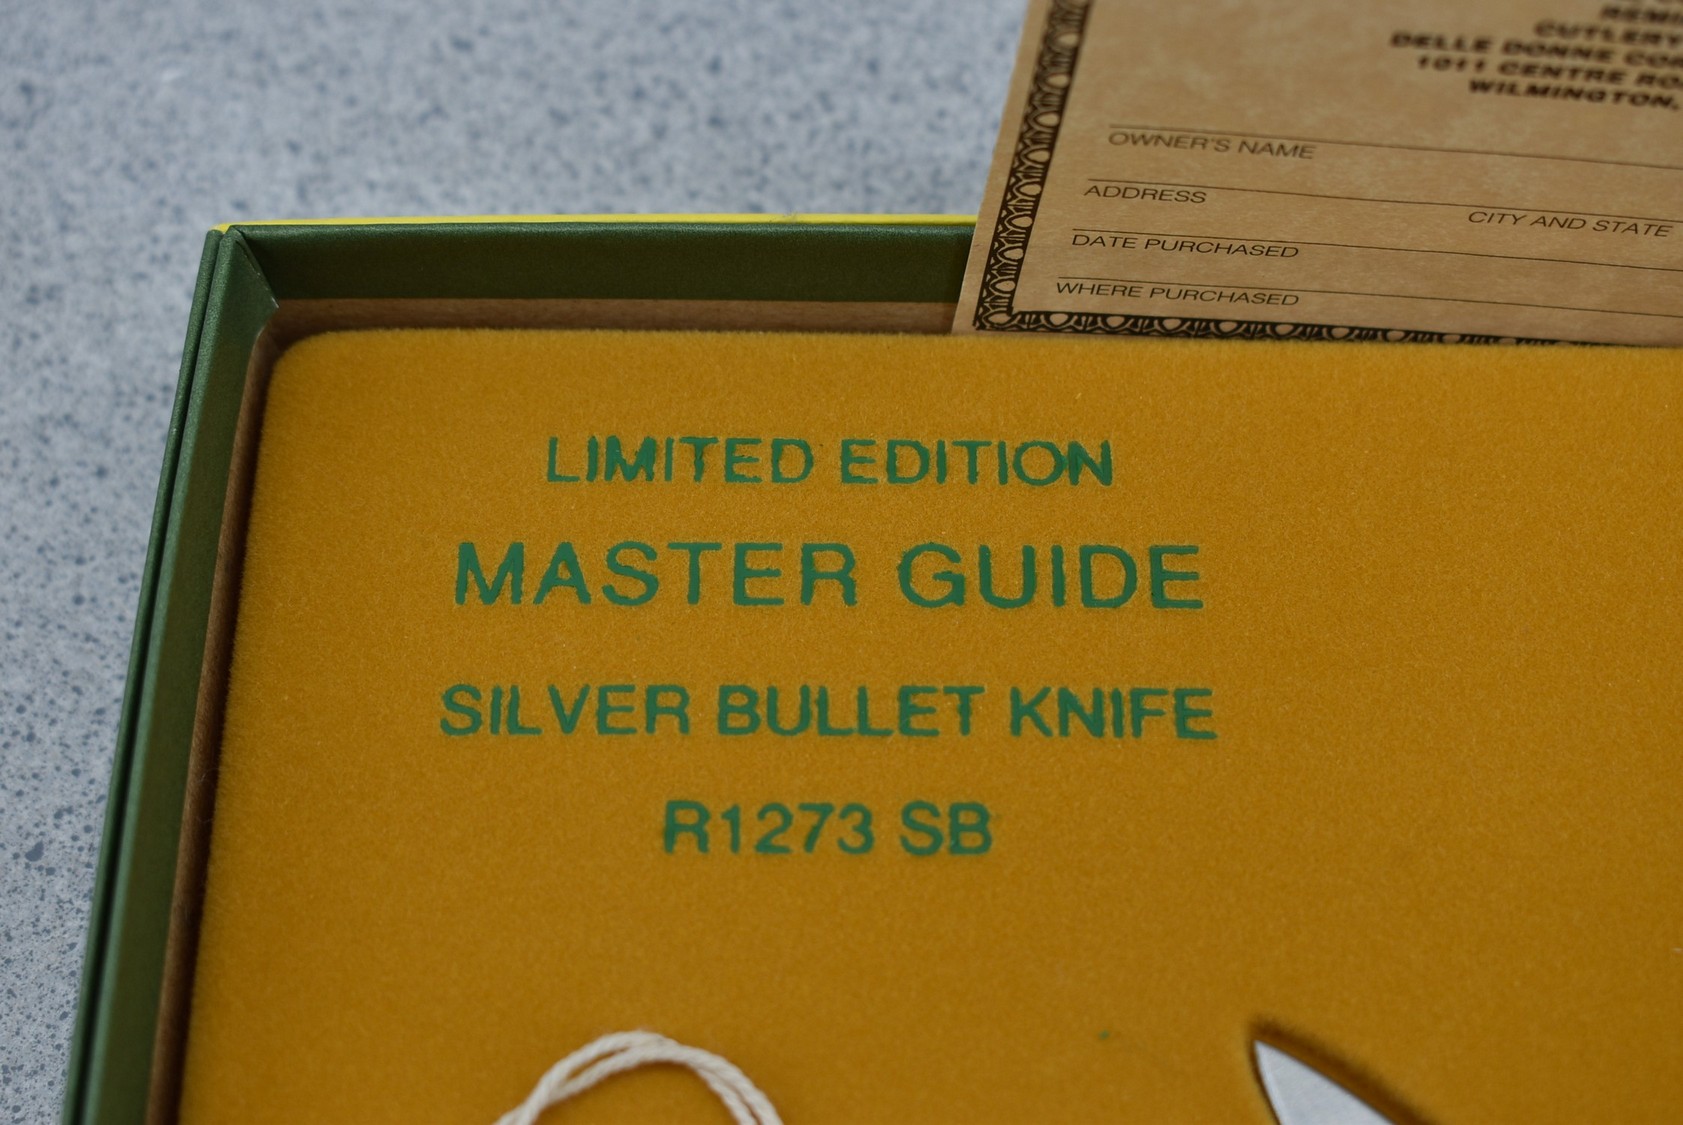 CUTLERY
DELLE DONNE
1011 CENTRE
WILMINGTON,
OWNER'S NAME
ADDRESS
CITY AND STATE
DATE PURCHASED
WHERE PURCHASED
LIMITED EDITION
MASTER GUIDE
SILVER BULLET KNIFE
R1273 SB